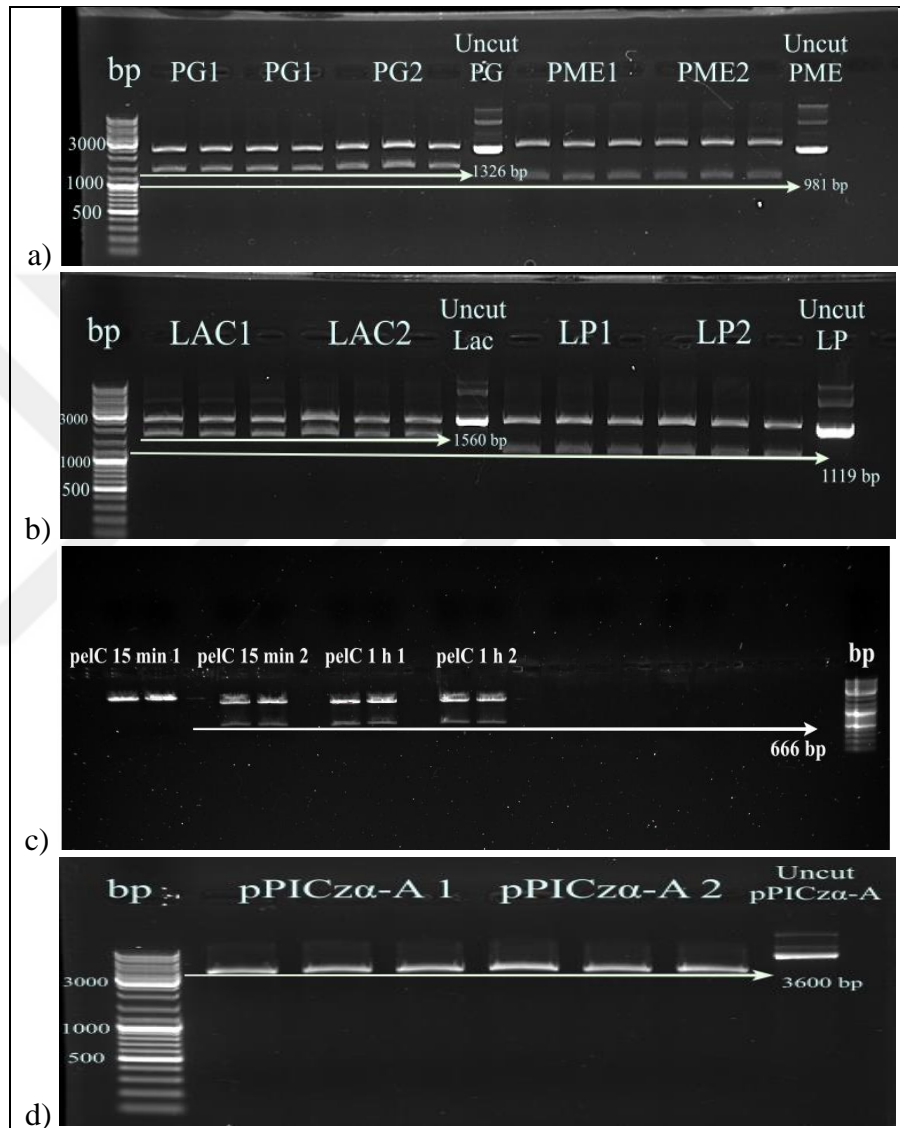 Uncut Uncut
bp PG1 PG1 PG2 PG PME1 PME2 PME
3000
1326 bp
1000
981 bp
500
a)
Uncut Uncut
bp LAC1 LAC2 Lac LP1 LP2 LP
3000
1560 bp
1000
1119 bp
500
b)
bp
pelC 15 min 1 pelC 15 min 2 pelC 1 h 1 pelC 1 h 2
666 bp
c)
Uncut
bp pPICzα-A 1 pPICzα-A 2 pPICzα-A
3000
3600 bp
1000
500
d)